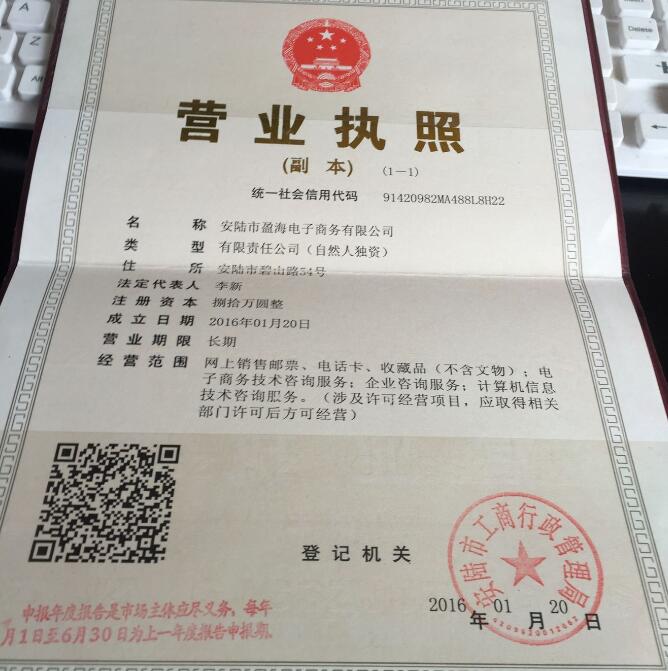 营业执照
(副 本) (1-1)
统一社会信用代码 91420982MA488L8H22
名 称 安陆市盈海电子商务有限公司
类 型 有限责任公司（自然人独资）
住 所 安陆市碧山路54号
法定代表人 李新
注册资本 捌拾万圆整
成立日期 2016年01月20日
营业期限 长期
经营范围 网上销售邮票、电话卡、收藏品（不含文物）；电
子商务技术咨询服务；企业咨询服务；计算机信息
技术咨询服务。（涉及许可经营项目，应取得相关
部门许可后方可经营）
登记机关
安陆市工商行政管理局
2016年01月20日
申报年度报告是市场主体应尽义务，每年
月1日至6月30日为上一年度报告申报期。
A
Z
Alt
Delete